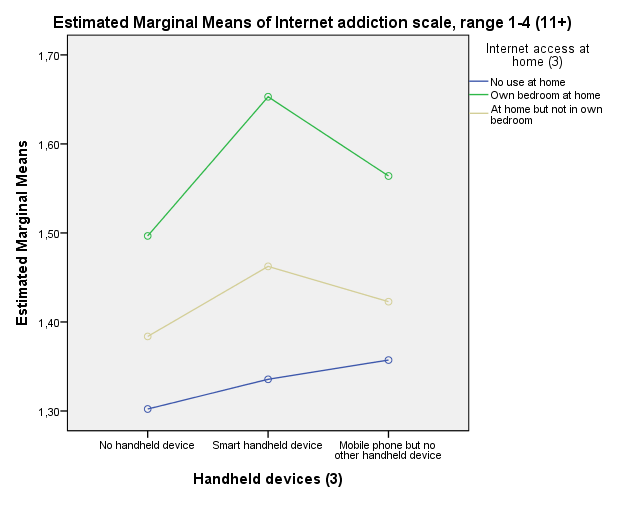 Estimated Marginal Means of Internet addiction scale, range 1-4 (11+)
Internet access at
home (3)
No use at home
Own bedroom at home
At home but not in own
bedroom
Estimated Marginal Means
1,70
1,60
1,50
1,40
1,30
No handheld device
Smart handheld device
Mobile phone but no
other handheld device
Handheld devices (3)